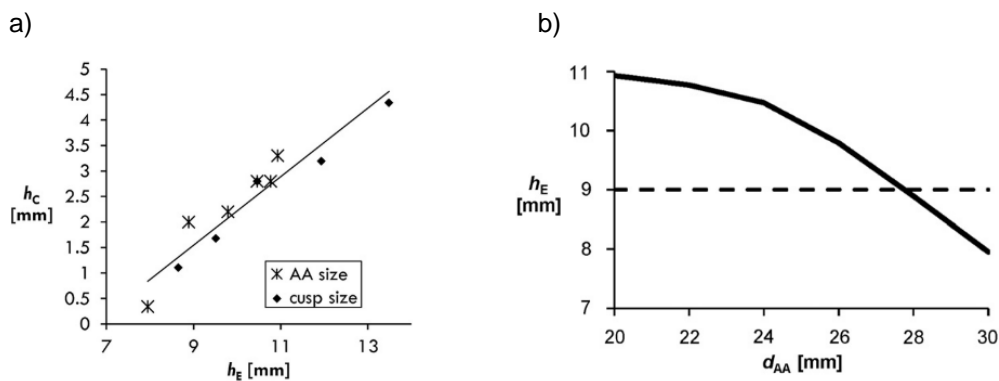 a)
5
4.5
4
3.5
3
2.5
2
1.5
1
0.5
0
hC
[mm]
AA size
cusp size
7 9 11 13
hE [mm]
b)
11
10
9
8
7
hE
[mm]
20 22 24 26 28 30
dAA [mm]